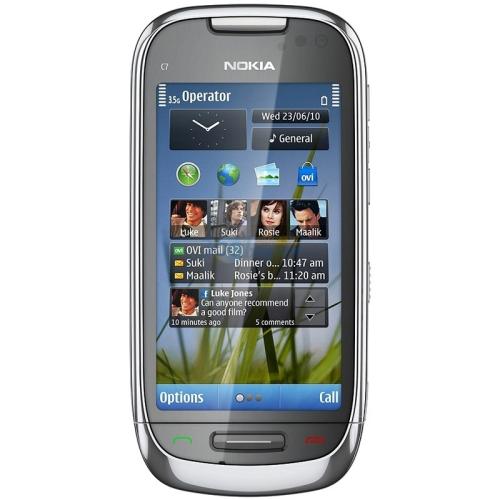 C7
NOKIA
3.5G Operator
Wed 23/06/10
♪ General
ovi
Luke Suki Rosie Maalik
ovi OVI mail (32)
Suki Dinner o... 10:47 am
Maalik Rosie's b... 11:20 am
f Luke Jones
Can anyone recommend
a good film?
10 minutes ago 5 comments
Options Call